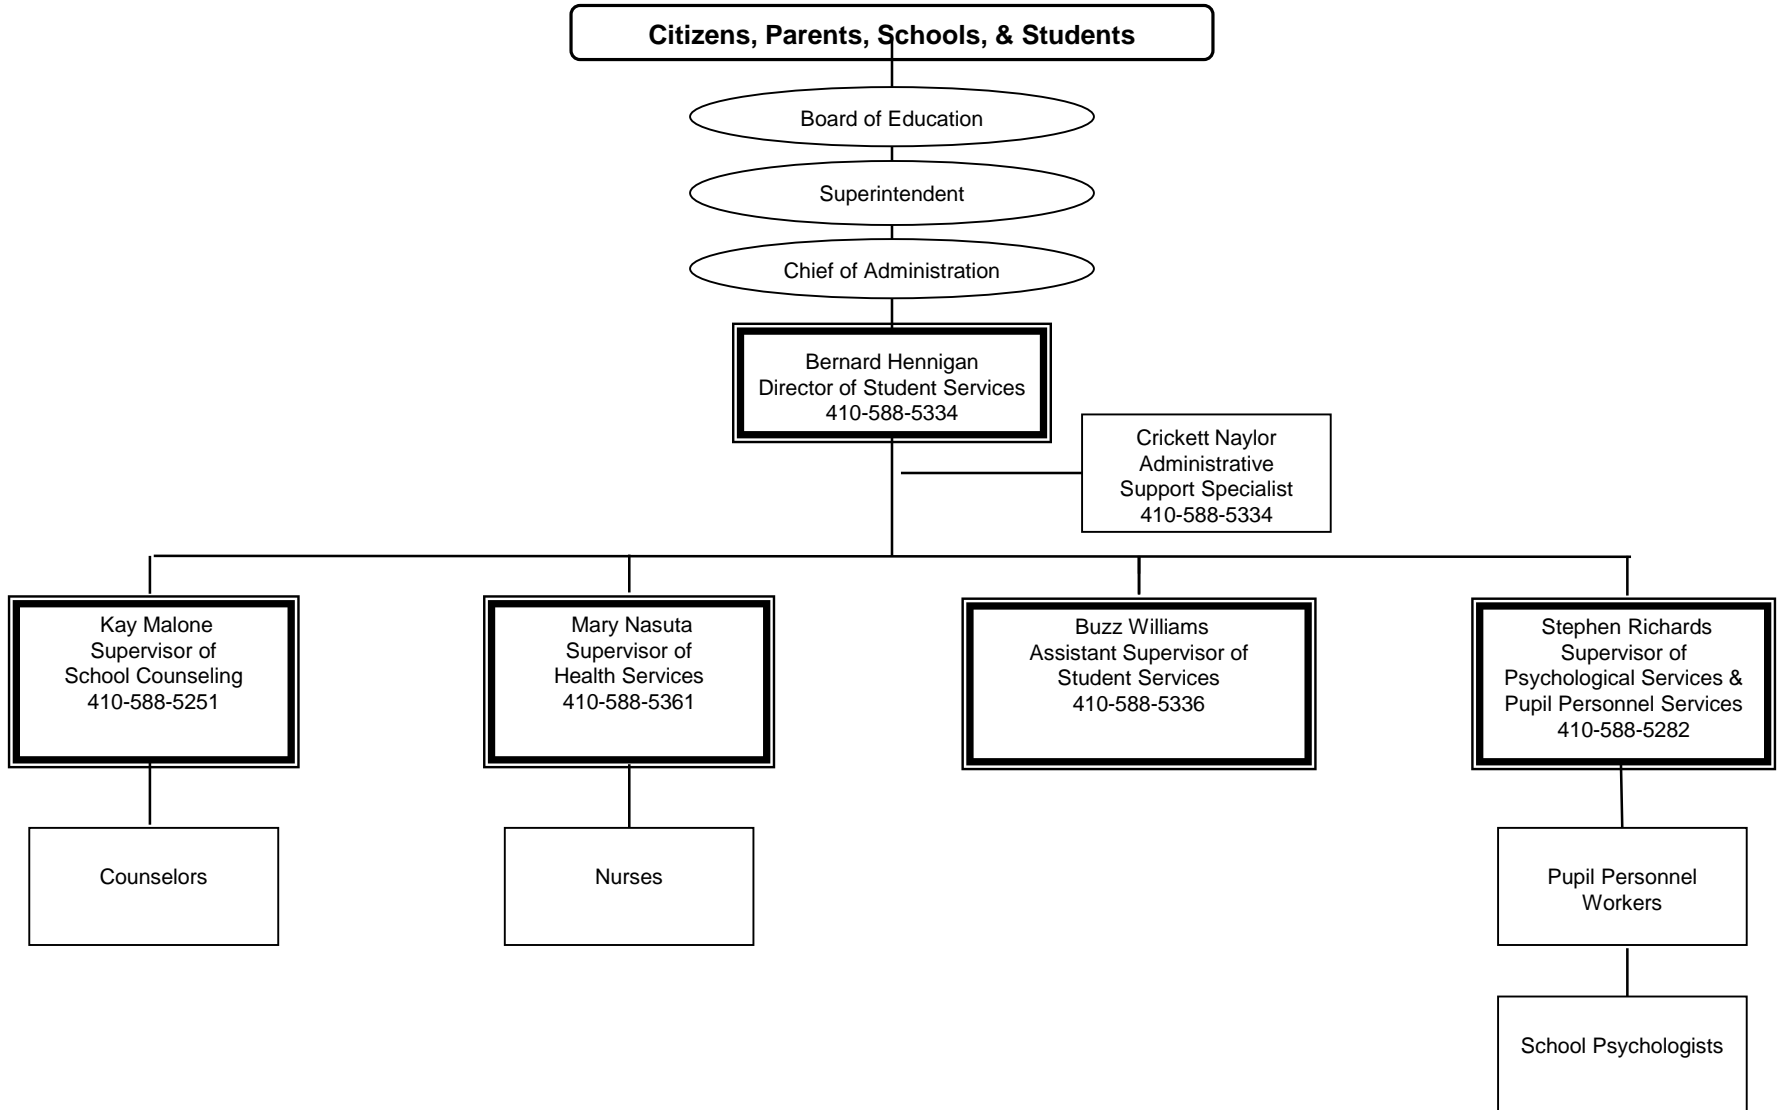 Citizens, Parents, Schools, & Students
Board of Education
Superintendent
Chief of Administration
Bernard Hennigan
Director of Student Services
410-588-5334
Crickett Naylor
Administrative
Support Specialist
410-588-5334
Kay Malone
Supervisor of
School Counseling
410-588-5251
Mary Nasuta
Supervisor of
Health Services
410-588-5361
Buzz Williams
Assistant Supervisor of
Student Services
410-588-5336
Stephen Richards
Supervisor of
Psychological Services &
Pupil Personnel Services
410-588-5282
Counselors
Nurses
Pupil Personnel
Workers
School Psychologists